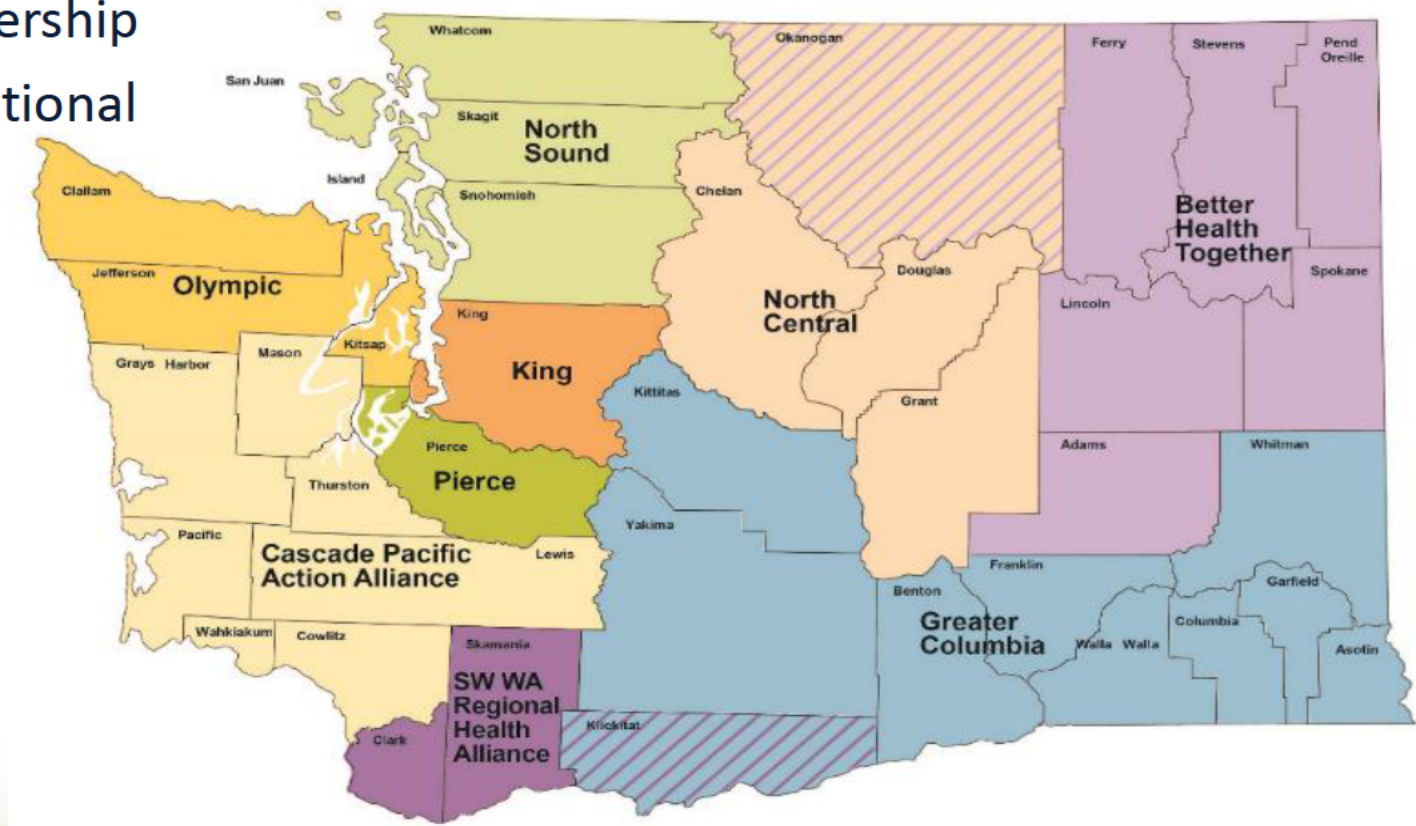 ership
tional
Whatcom
Okanogan
Ferry
Stevens
Pend
Oreille
San Juan
Skagit
North
Sound
Island
Snohomish
Chelan
Clallam
Better
Health
Together
Jefferson
Olympic
Douglas
Spokane
North
Central
Lincoln
King
King
Mason
Kitsap
Grays Harbor
Kittitas
Grant
Pierce
Pierce
Adams
Whitman
Thurston
Yakima
Pacific
Cascade Pacific
Action Alliance
Lewis
Franklin
Benton
Garfield
Greater
Columbia
Columbia
Walla Walla
Asotin
Wahkiakum
Cowlitz
Skamania
SW WA
Regional
Health
Alliance
Clark
Klickitat